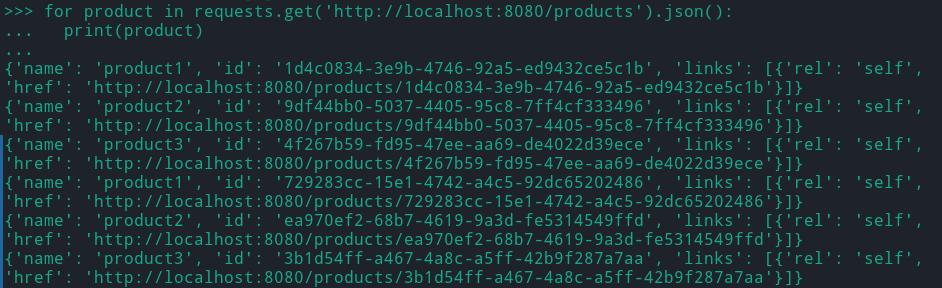 >>> for product in requests.get('http://localhost:8080/products').json():
...   print(product)
...
{'name': 'product1', 'id': '1d4c0834-3e9b-4746-92a5-ed9432ce5c1b', 'links': [{'rel': 'self',
'href': 'http://localhost:8080/products/1d4c0834-3e9b-4746-92a5-ed9432ce5c1b'}]}
{'name': 'product2', 'id': '9df44bb0-5037-4405-95c8-7ff4cf333496', 'links': [{'rel': 'self',
'href': 'http://localhost:8080/products/9df44bb0-5037-4405-95c8-7ff4cf333496'}]}
{'name': 'product3', 'id': '4f267b59-fd95-47ee-aa69-de4022d39ece', 'links': [{'rel': 'self',
'href': 'http://localhost:8080/products/4f267b59-fd95-47ee-aa69-de4022d39ece'}]}
{'name': 'product1', 'id': '729283cc-15e1-4742-a4c5-92dc65202486', 'links': [{'rel': 'self',
'href': 'http://localhost:8080/products/729283cc-15e1-4742-a4c5-92dc65202486'}]}
{'name': 'product2', 'id': 'ea970ef2-68b7-4619-9a3d-fe5314549ffd', 'links': [{'rel': 'self',
'href': 'http://localhost:8080/products/ea970ef2-68b7-4619-9a3d-fe5314549ffd'}]}
{'name': 'product3', 'id': '3b1d54ff-a467-4a8c-a5ff-42b9f287a7aa', 'links': [{'rel': 'self',
'href': 'http://localhost:8080/products/3b1d54ff-a467-4a8c-a5ff-42b9f287a7aa'}]}